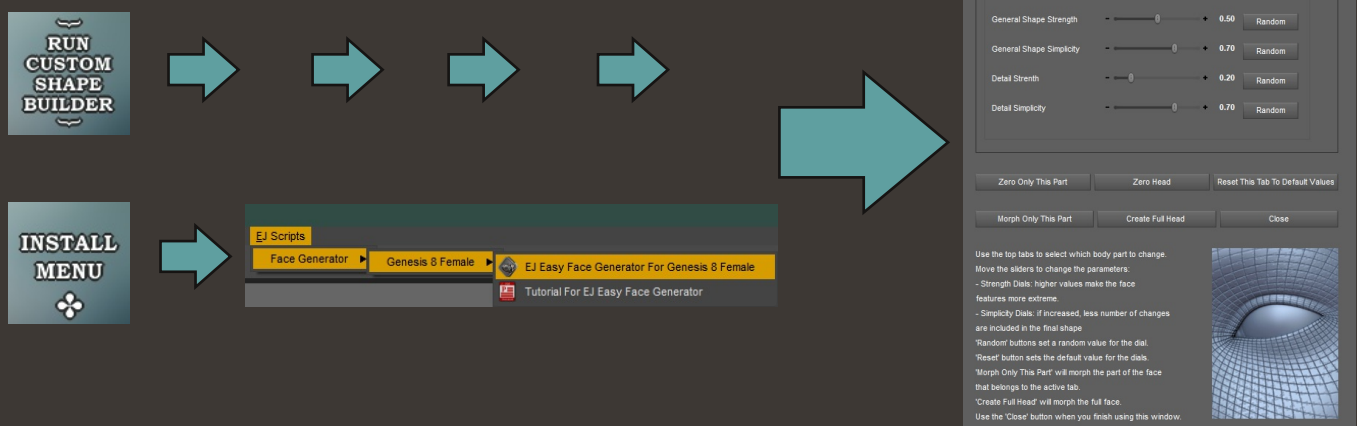 RUN
CUSTOM
SHAPE
BUILDER
INSTALL
MENU
EJ Scripts
Face Generator
Genesis 8 Female
EJ Easy Face Generator For Genesis 8 Female
Tutorial For EJ Easy Face Generator
General Shape Strength - + 0.50 Random
General Shape Simplicity - + 0.70 Random
Detail Strenth - + 0.20 Random
Detail Simplicity - + 0.70 Random
Zero Only This Part Zero Head Reset This Tab To Default Values
Morph Only This Part Create Full Head Close
Use the top tabs to select which body part to change.
Move the sliders to change the parameters:
- Strength Dials: higher values make the face
features more extreme.
- Simplicity Dials: if increased, less number of changes
are included in the final shape
'Random' buttons set a random value for the dial.
'Reset' button sets the default value for the dials.
'Morph Only This Part' will morph the part of the face
that belongs to the active tab.
'Create Full Head' will morph the full face.
Use the 'Close' button when you finish using this window.